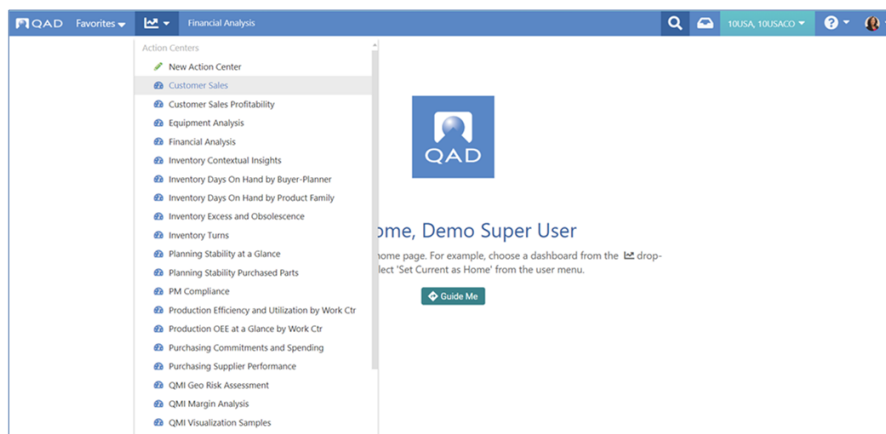 QAD Favorites Financial Analysis 10USA, 10USACO ?
Action Centers
New Action Center
Customer Sales
Customer Sales Profitability
Equipment Analysis
Financial Analysis
Inventory Contextual Insights
Inventory Days On Hand by Buyer-Planner
Inventory Days On Hand by Product Family
Inventory Excess and Obsolescence
Inventory Turns
Planning Stability at a Glance
Planning Stability Purchased Parts
PM Compliance
Production Efficiency and Utilization by Work Ctr
Production OEE at a Glance by Work Ctr
Purchasing Commitments and Spending
Purchasing Supplier Performance
QMI Geo Risk Assessment
QMI Margin Analysis
QMI Visualization Samples
QAD
ome, Demo Super User
home page. For example, choose a dashboard from the drop-
lect 'Set Current as Home' from the user menu.
Guide Me